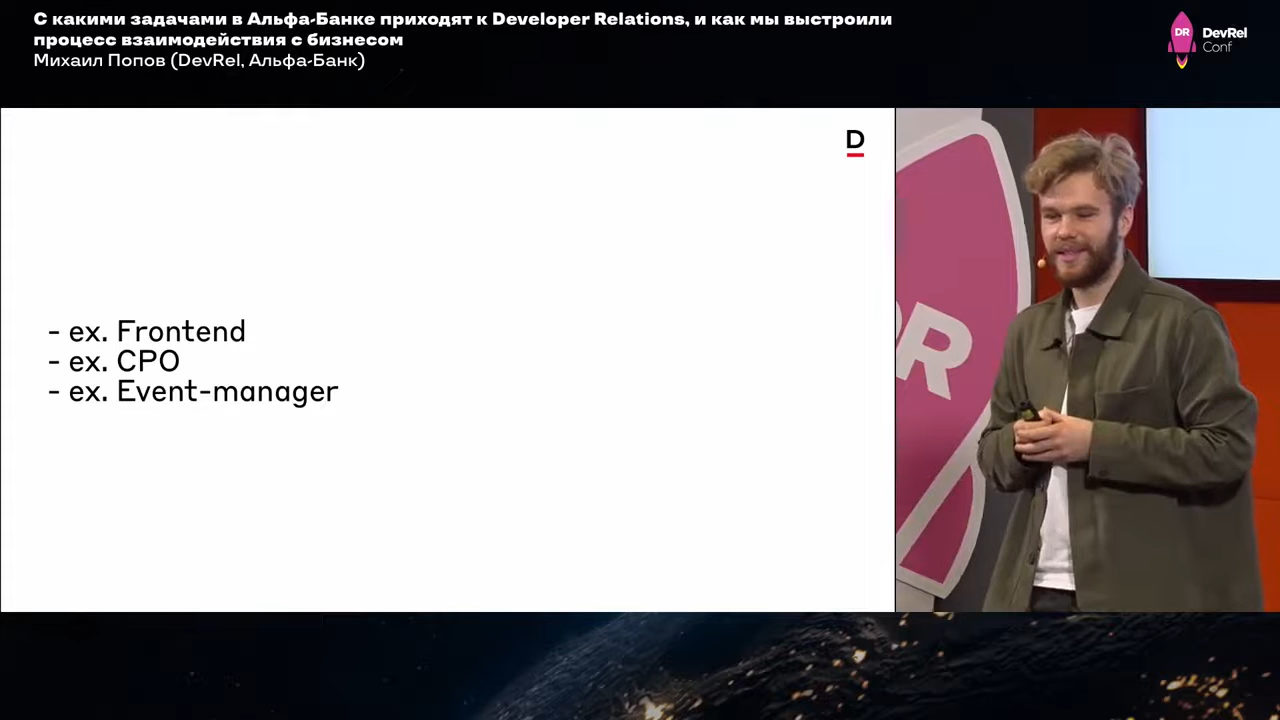 С какими задачами в Альфа-Банке приходят к Developer Relations, и как мы выстроили
процесс взаимодействия с бизнесом
Михаил Попов (DevRel, Альфа-Банк)
DR
DevRel
Conf
D
- ex. Frontend
- ex. CPO
- ex. Event-manager
DR